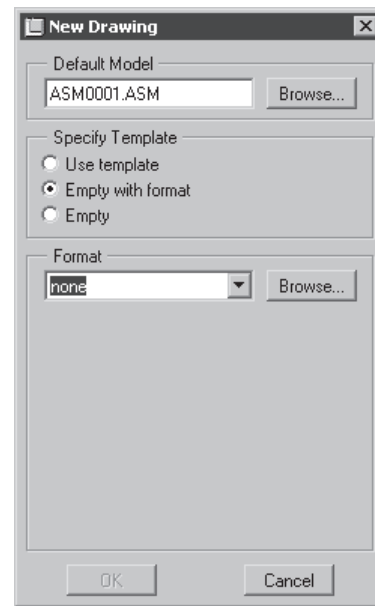 New Drawing
Default Model
ASM0001.ASM Browse...
Specify Template
Use template
Empty with format
Empty
Format
none Browse...
OK Cancel